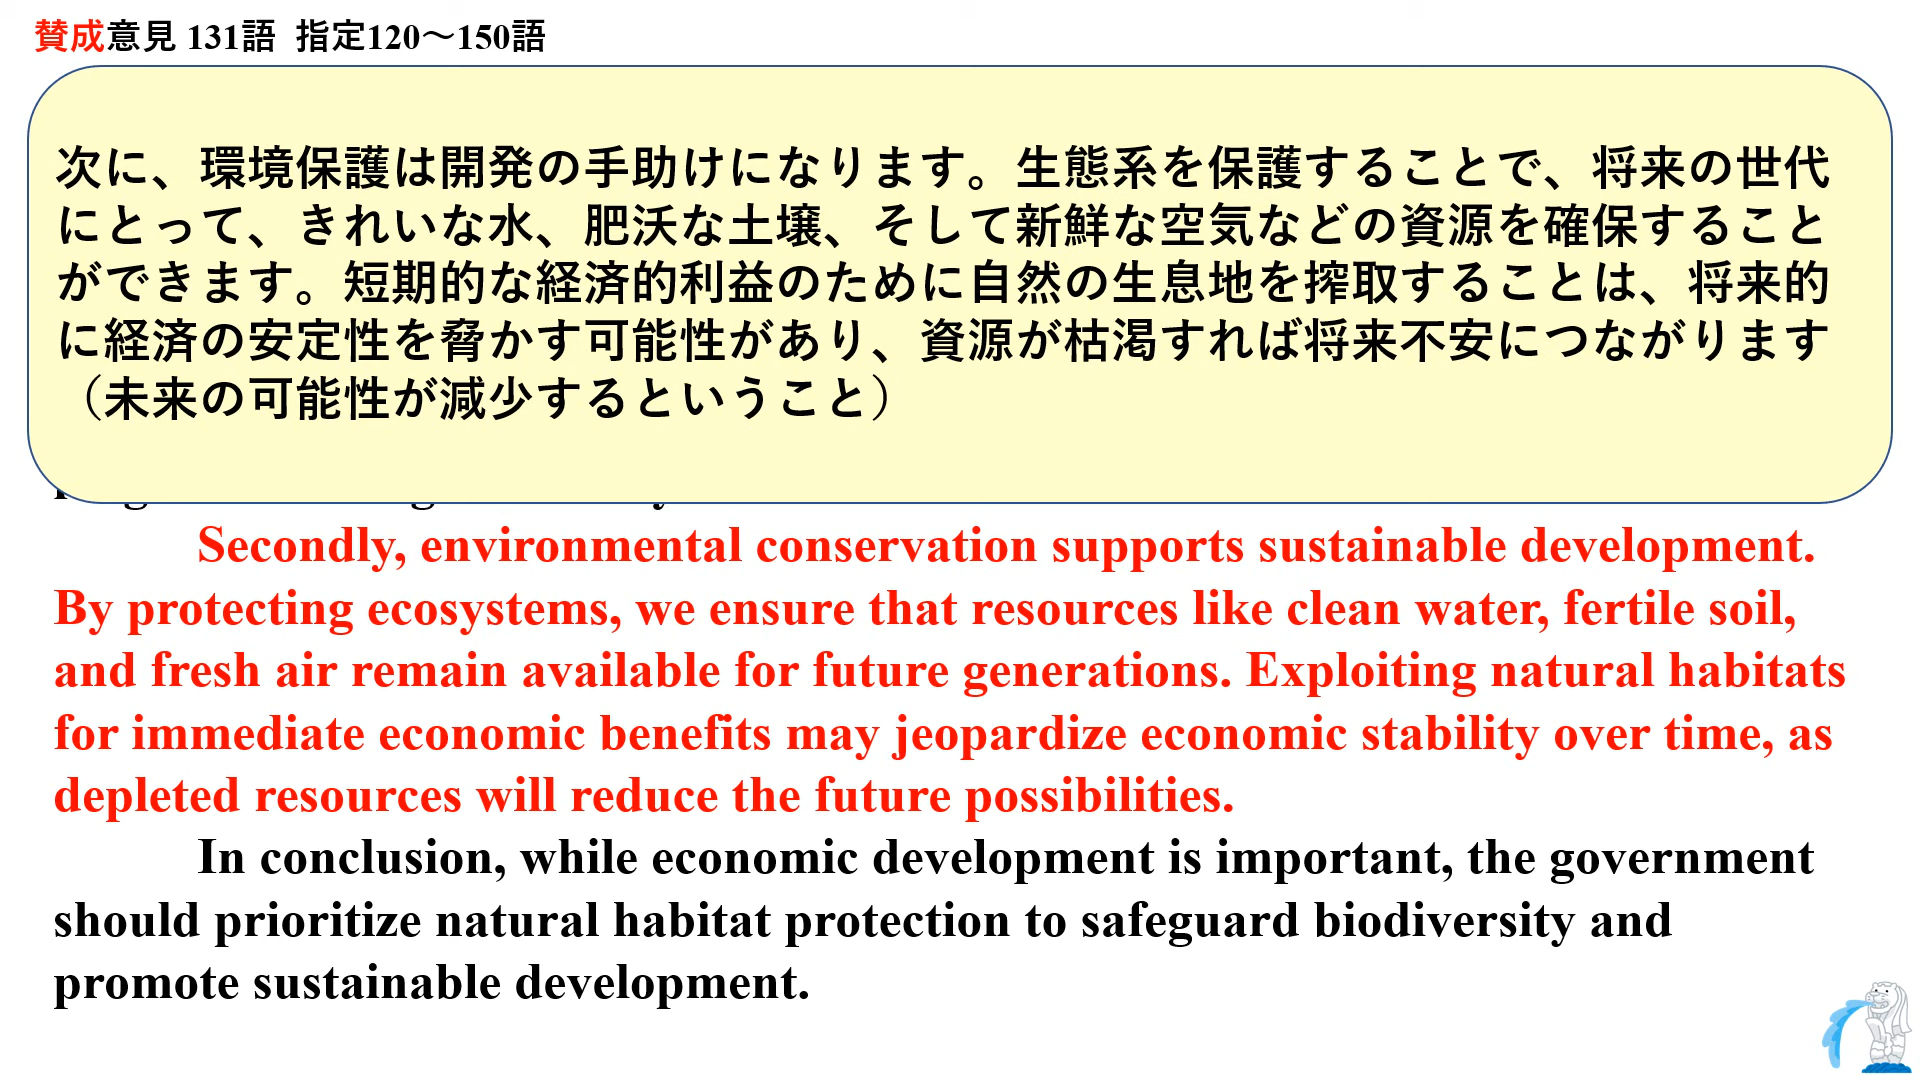 賛成意見 131語 指定120～150語
次に、環境保護は開発の手助けになります。生態系を保護することで、将来の世代
にとって、きれいな水、肥沃な土壌、そして新鮮な空気などの資源を確保すること
ができます。短期的な経済的利益のために自然の生息地を搾取することは、将来的
に経済の安定性を脅かす可能性があり、資源が枯渇すれば将来不安につながります
（未来の可能性が減少するということ）
Secondly, environmental conservation supports sustainable development.
By protecting ecosystems, we ensure that resources like clean water, fertile soil,
and fresh air remain available for future generations. Exploiting natural habitats
for immediate economic benefits may jeopardize economic stability over time, as
depleted resources will reduce the future possibilities.
In conclusion, while economic development is important, the government
should prioritize natural habitat protection to safeguard biodiversity and
promote sustainable development.